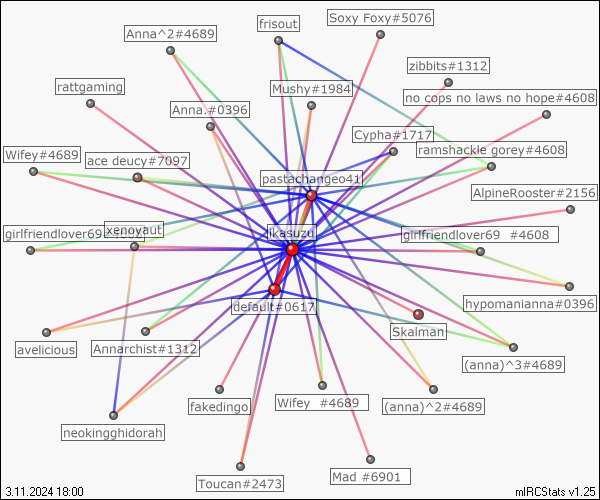 Soxy Foxy#5076
frisout
Anna^2#4689
zibbits#1312
rattgaming
Mushy#1984
no cops no laws no hope#4608
Anna.#0396
Cypha#1717
ramshackle gorey#4608
Wifey#4689
ace deucy#7097
pastachangeo41
AlpineRooster#2156
xenonaut
ikasuzu
girlfriendlover69
girlfriendlover69 #4608
hypomanianna#0396
default#0617
Skalman
avelicious
Annarchist#1312
(anna)^3#4689
fakedingo
Wifey #4689
(anna)^2#4689
neokingghidorah
Toucan#2473
Mad #6901
3.11.2024 18:00
mIRCStats v1.25